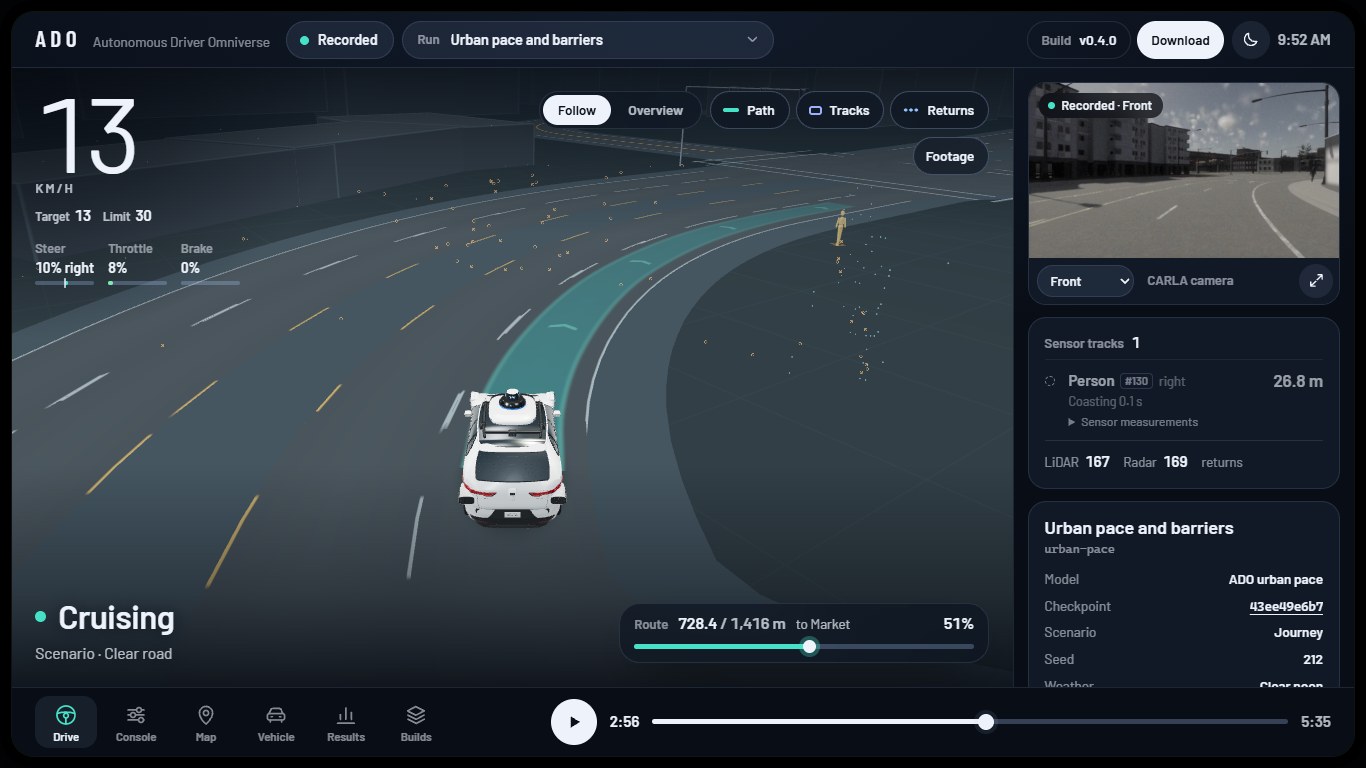 ADO Autonomous Driver Omniverse
Recorded
Run Urban pace and barriers
Build v0.4.0
Download
9:52 AM
13
KM/H
Target 13 Limit 30
Steer Throttle Brake
10% right 8% 0%
Follow Overview Path Tracks Returns
Footage
Recorded · Front
Front CARLA camera
Sensor tracks 1
Person #130 right 26.8 m
Coasting 0.1 s
Sensor measurements
LiDAR 167 Radar 169 returns
Urban pace and barriers
urban-pace
Model ADO urban pace
Checkpoint 43ee49e6b7
Scenario Journey
Seed 212
Weather Clear noon
Cruising
Scenario · Clear road
Route 728.4 / 1,416 m to Market 51%
Drive Console Map Vehicle Results Builds
2:56 5:35